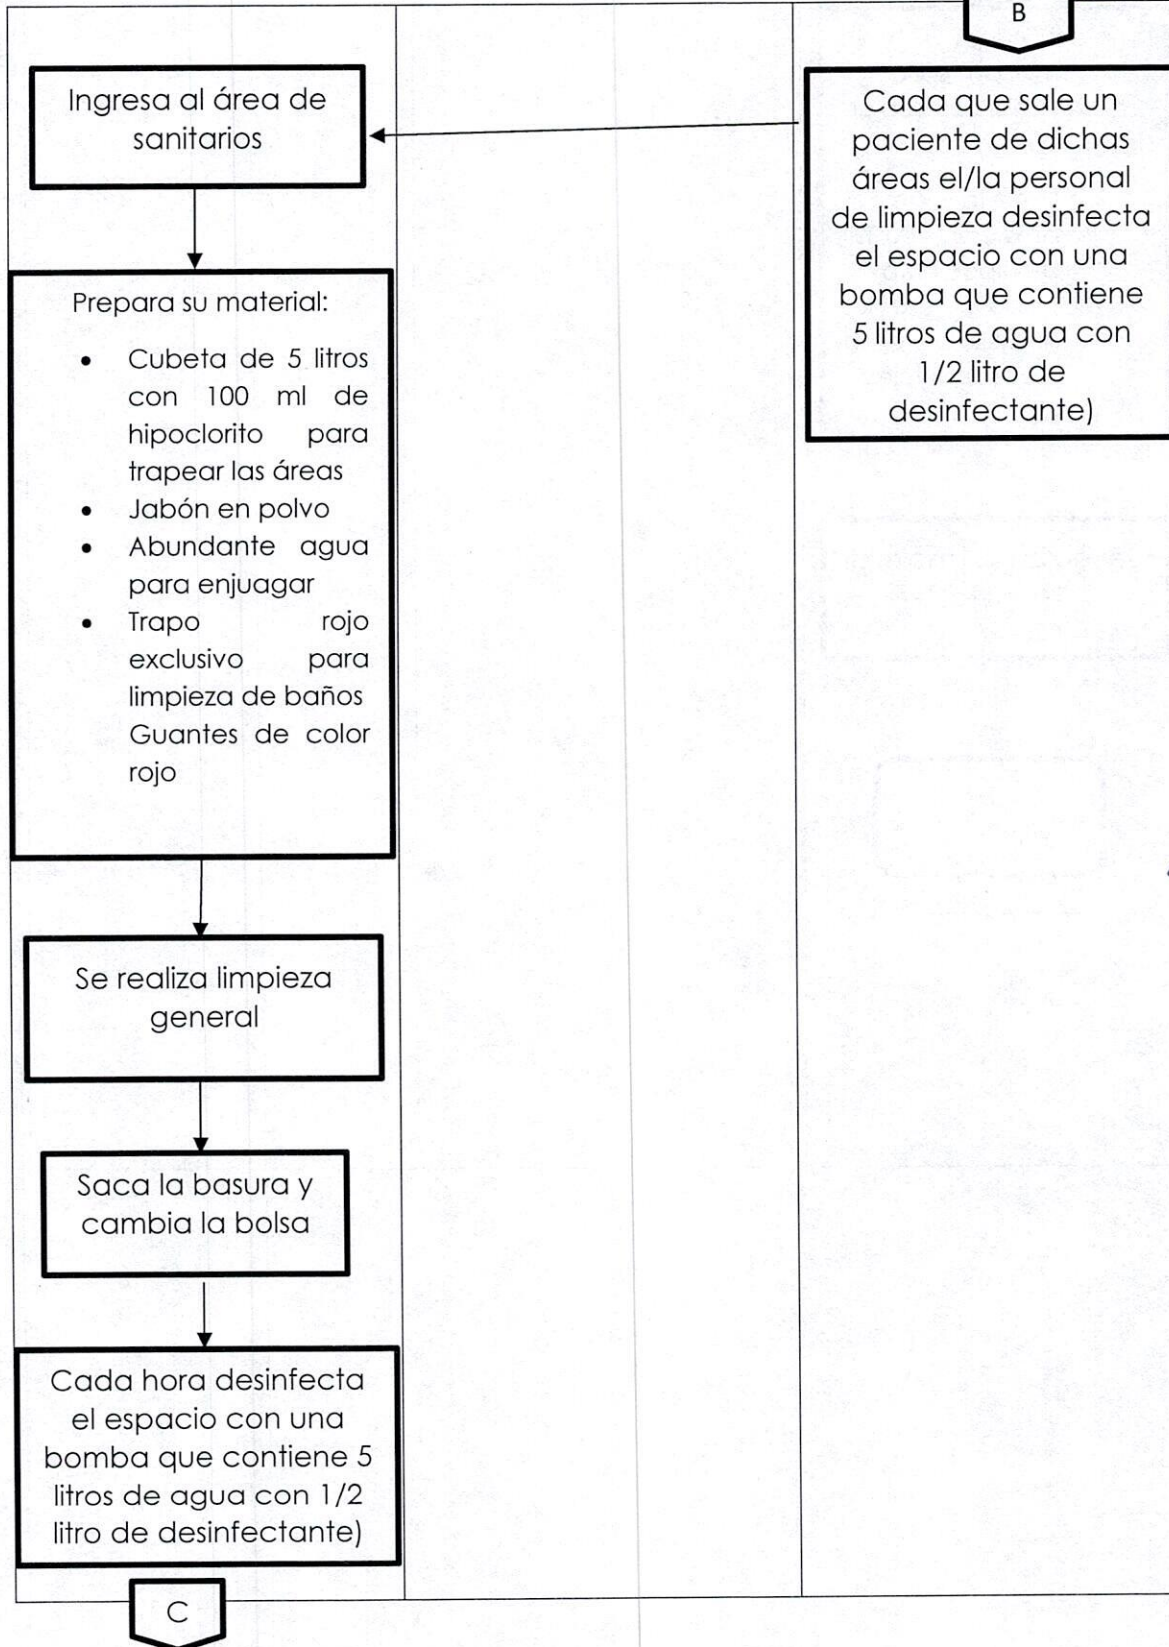 B
Cada que sale un
paciente de dichas
áreas el/la personal
de limpieza desinfecta
el espacio con una
bomba que contiene
5 litros de agua con
1/2 litro de
desinfectante)
Ingresa al área de
sanitarios
Prepara su material:
• Cubeta de 5 litros
con 100 ml de
hipoclorito para
trapear las áreas
• Jabón en polvo
• Abundante agua
para enjuagar
• Trapo rojo
exclusivo para
limpieza de baños
Guantes de color
rojo
Se realiza limpieza
general
Saca la basura y
cambia la bolsa
Cada hora desinfecta
el espacio con una
bomba que contiene 5
litros de agua con 1/2
litro de desinfectante)
C